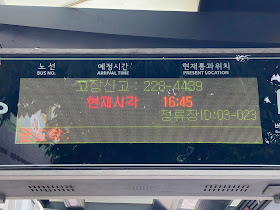 노 선 예정시간 현재통과위치
BUS NO. ARRIVAL TIME PRESENT LOCATION
고장신고 : 228-4439
현재시각 16:45
정류장ID:03-023